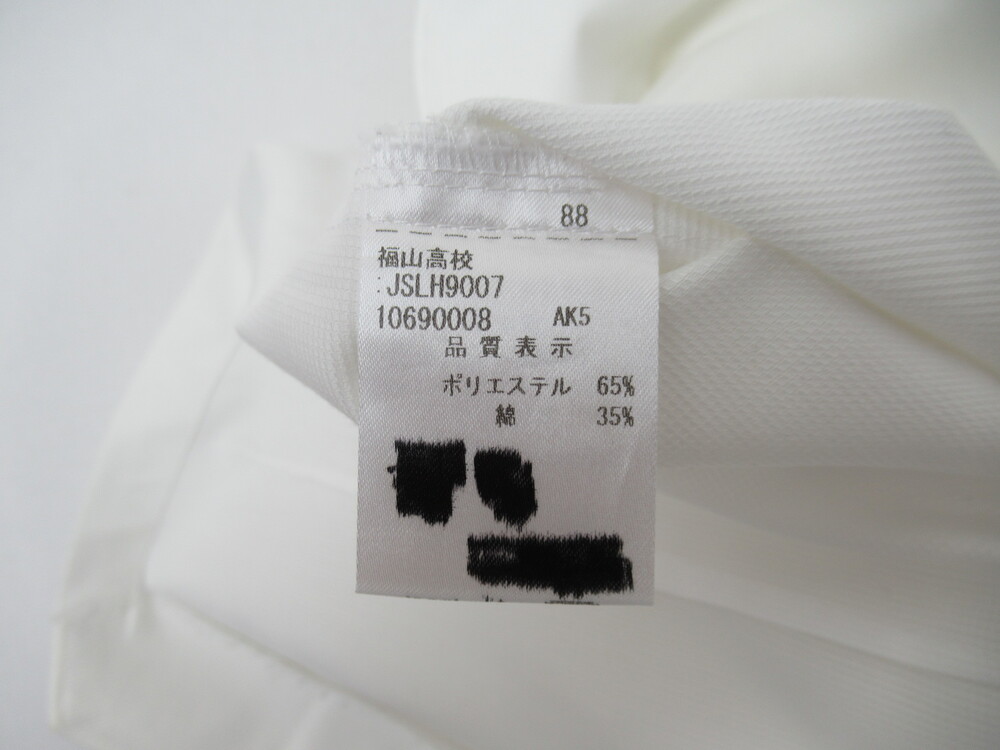 88
福山高校
:JSLH9007
10690008 AK5
品質表示
ポリエステル 65%
綿 35%